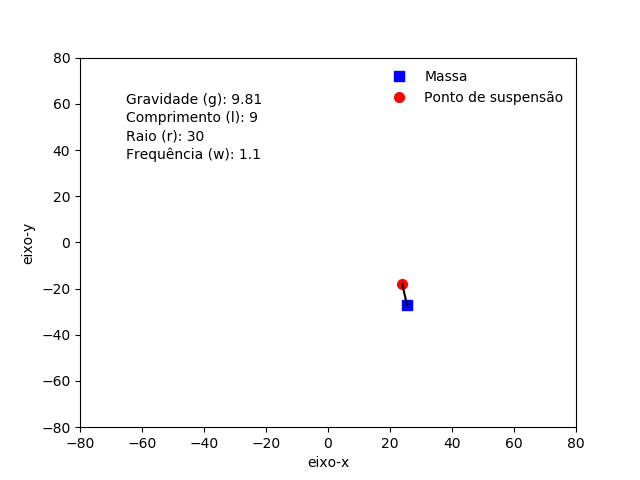 Massa
Ponto de suspensão
Gravidade (g): 9.81
Comprimento (l): 9
Raio (r): 30
Frequência (w): 1.1
80
60
40
20
0
−20
−40
−60
−80
eixo-y
−80
−60
−40
−20
0
20
40
60
80
eixo-x